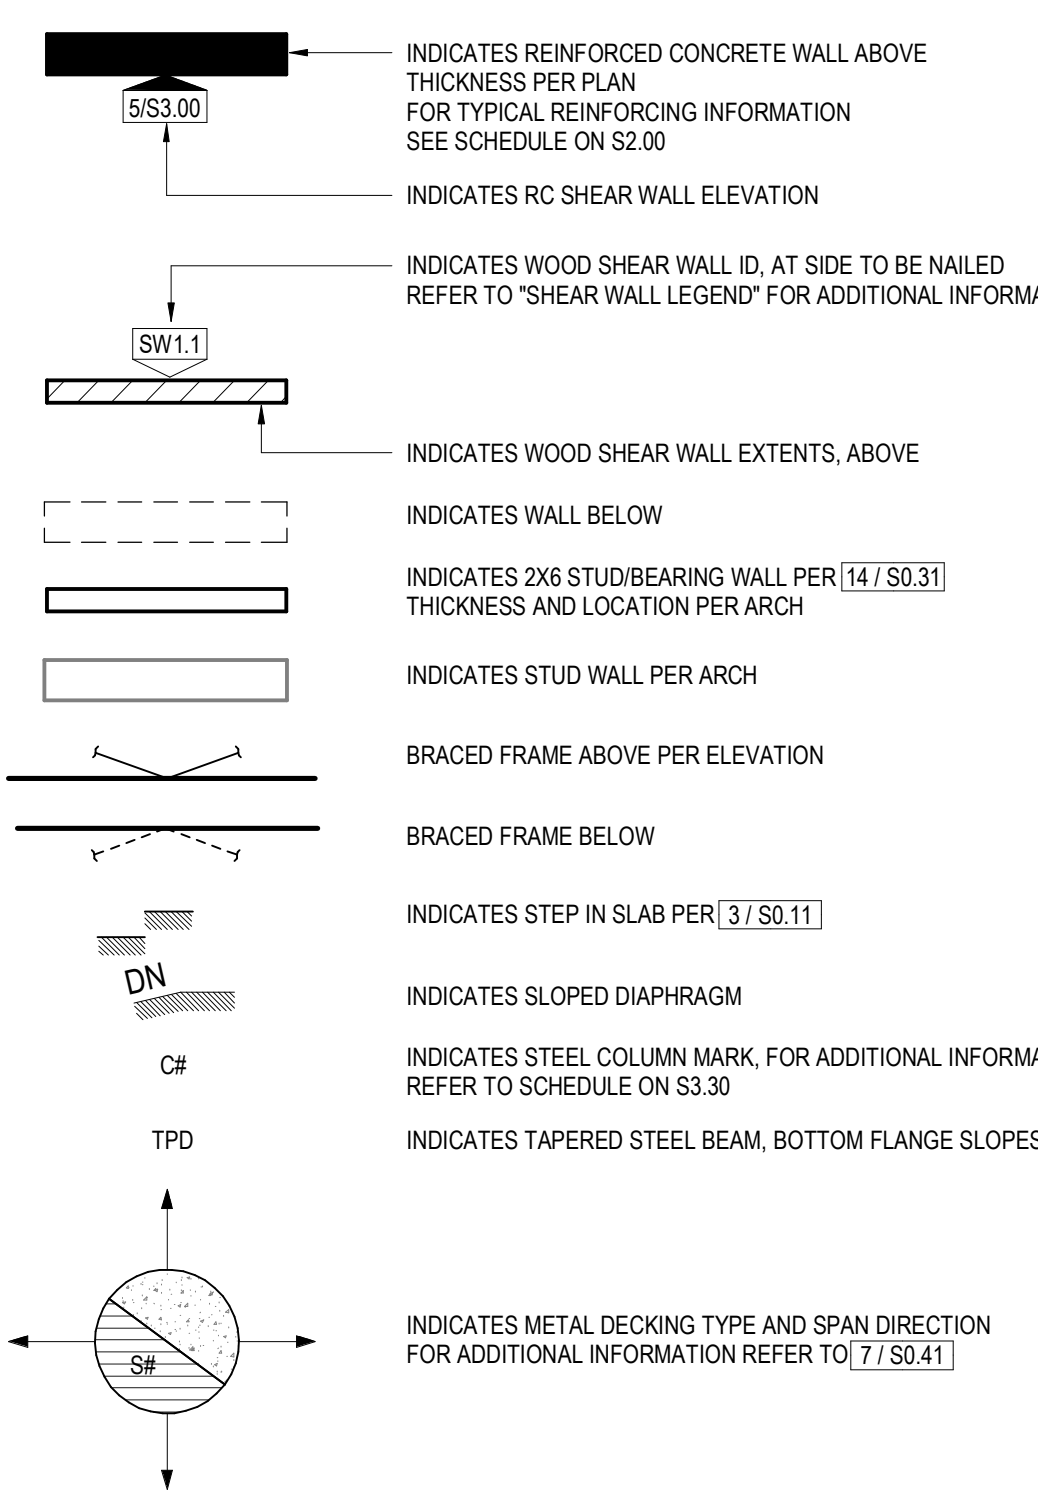 INDICATES REINFORCED CONCRETE WALL ABOVE
THICKNESS PER PLAN
5/S3.00
FOR TYPICAL REINFORCING INFORMATION
SEE SCHEDULE ON S2.00
INDICATES RC SHEAR WALL ELEVATION
INDICATES WOOD SHEAR WALL ID, AT SIDE TO BE NAILED
REFER TO "SHEAR WALL LEGEND" FOR ADDITIONAL INFORMA
SW1.1
INDICATES WOOD SHEAR WALL EXTENTS, ABOVE
INDICATES WALL BELOW
INDICATES 2X6 STUD/BEARING WALL PER 14 / S0.31
THICKNESS AND LOCATION PER ARCH
INDICATES STUD WALL PER ARCH
BRACED FRAME ABOVE PER ELEVATION
BRACED FRAME BELOW
INDICATES STEP IN SLAB PER 3 / S0.11
DN
INDICATES SLOPED DIAPHRAGM
C#
INDICATES STEEL COLUMN MARK, FOR ADDITIONAL INFORMA
REFER TO SCHEDULE ON S3.30
TPD
INDICATES TAPERED STEEL BEAM, BOTTOM FLANGE SLOPES
S#
INDICATES METAL DECKING TYPE AND SPAN DIRECTION
FOR ADDITIONAL INFORMATION REFER TO 7 / S0.41